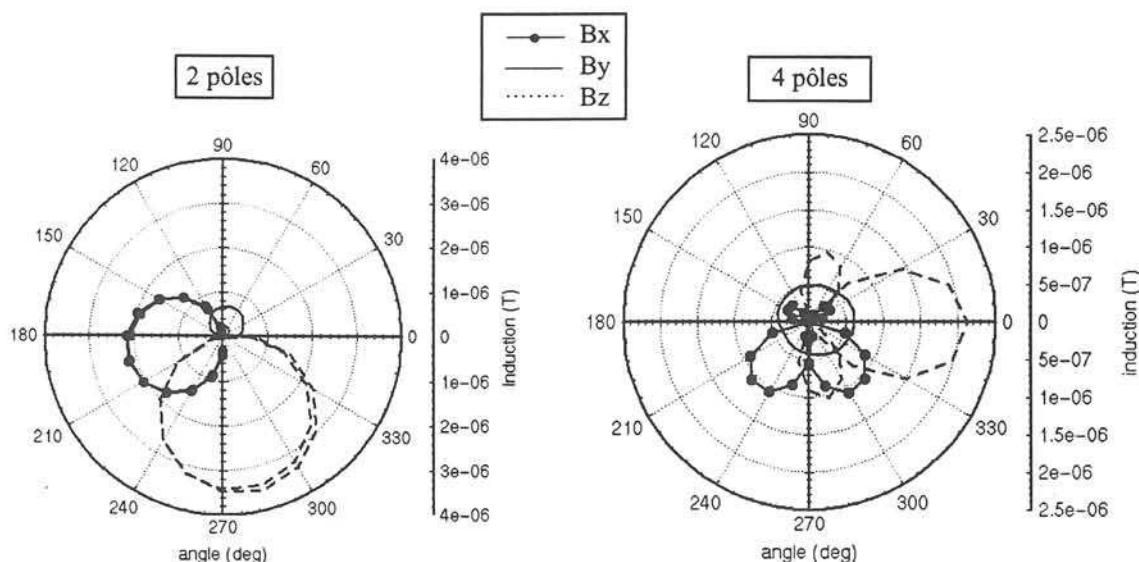 2 pôles
Bx
By
Bz
4 pôles
90
120
60
150
30
180
0
210
330
240
300
270
angle (deg)
4e-06
3e-06
2e-06
1e-06
0
1e-06
2e-06
3e-06
4e-06
Induction (T)
90
120
60
150
30
180
0
210
330
240
300
270
angle (deg)
2.5e-06
2e-06
1.5e-06
1e-06
5e-07
0
5e-07
1e-06
1.5e-06
2e-06
2.5e-06
induction (T)